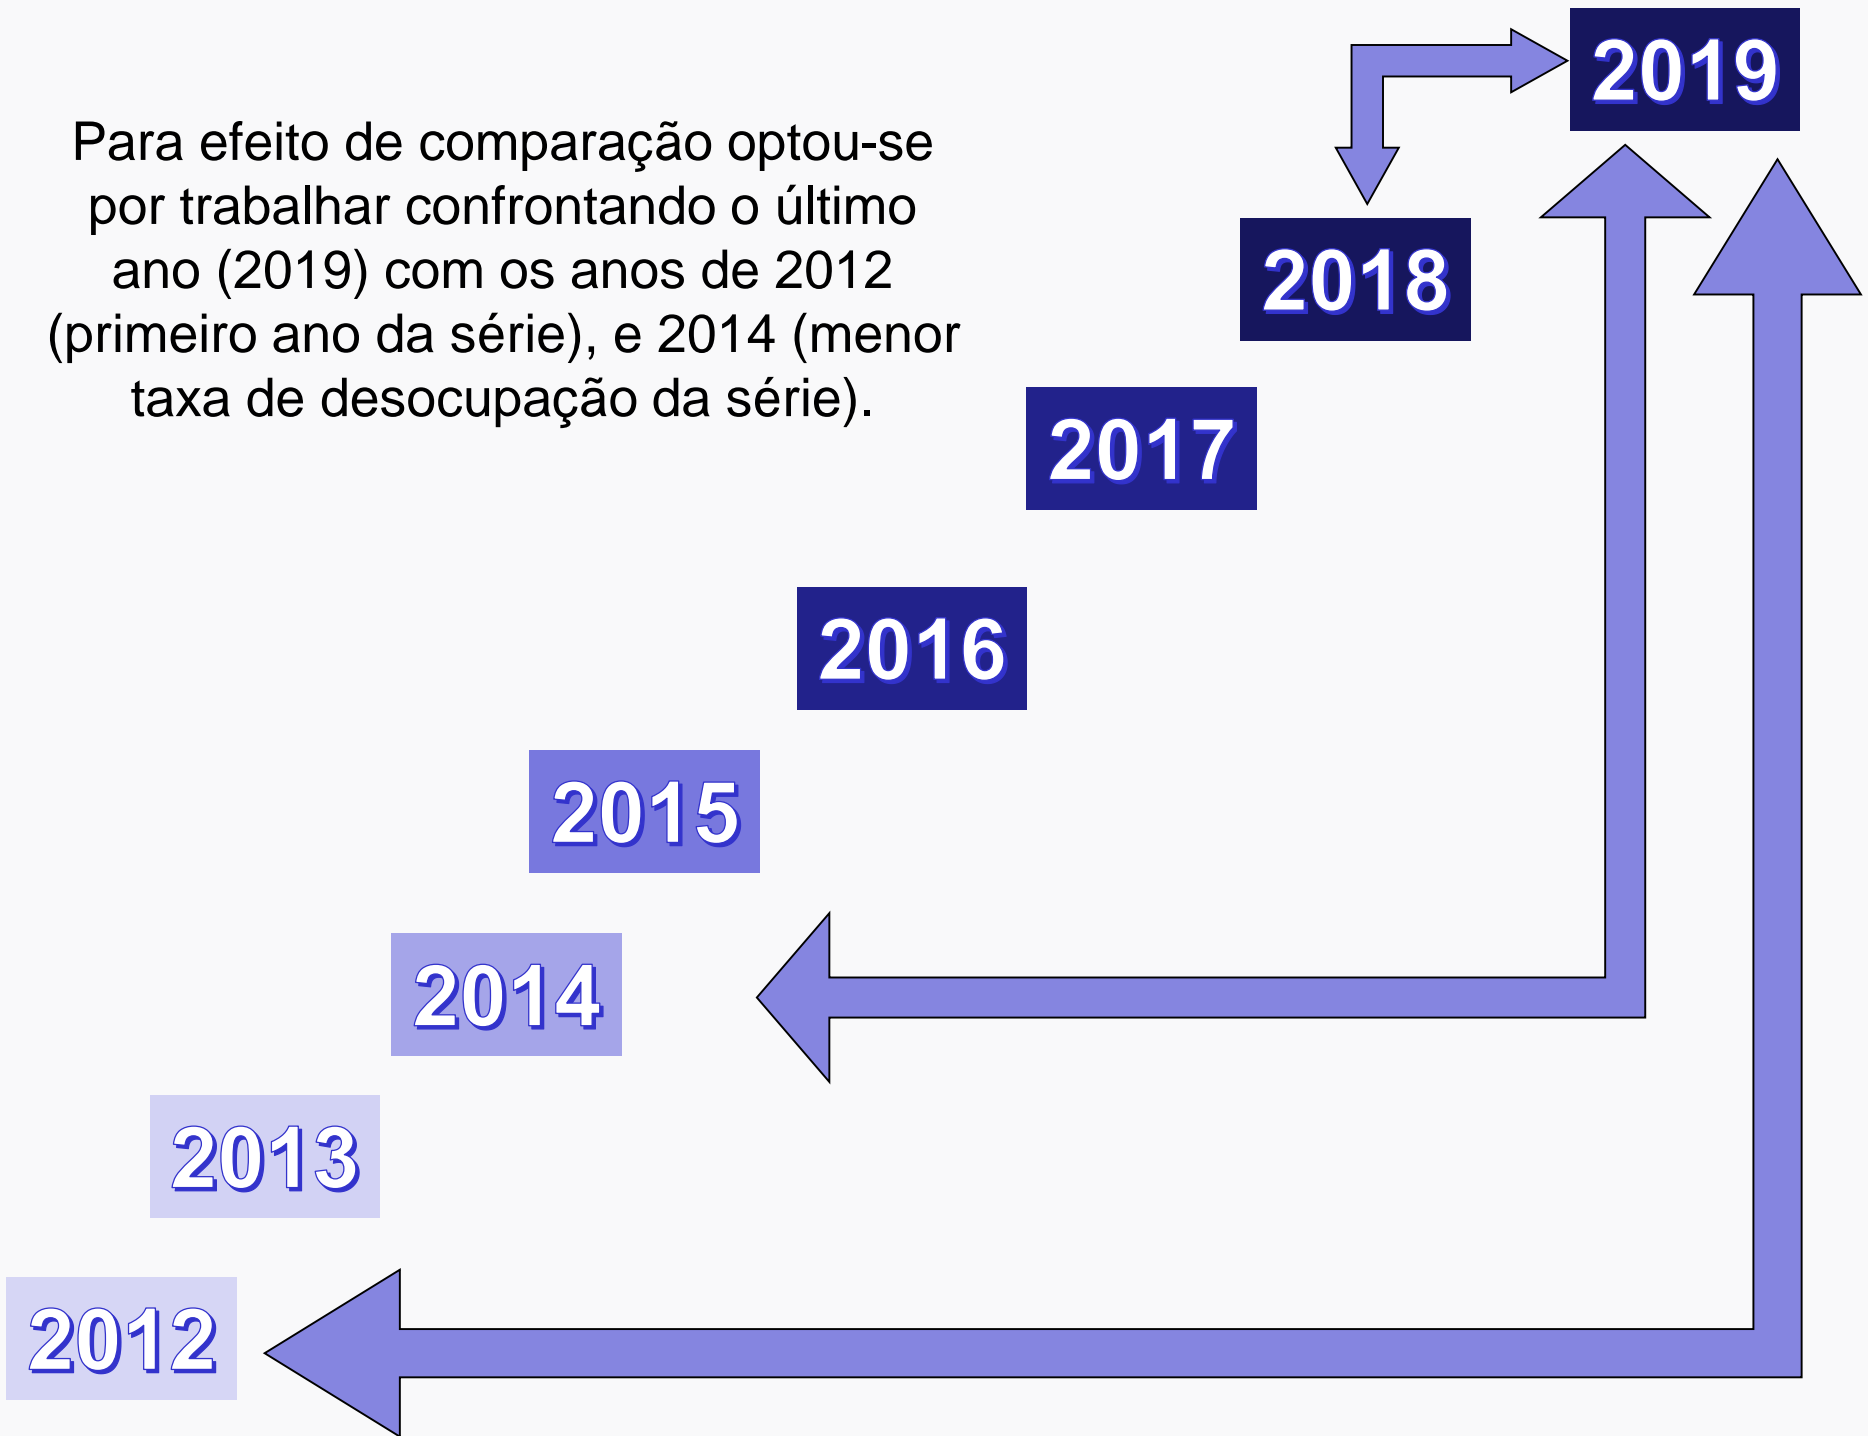 2019
Para efeito de comparação optou-se
por trabalhar confrontando o último
ano (2019) com os anos de 2012
(primeiro ano da série), e 2014 (menor
taxa de desocupação da série).
2018
2017
2016
2015
2014
2013
2012